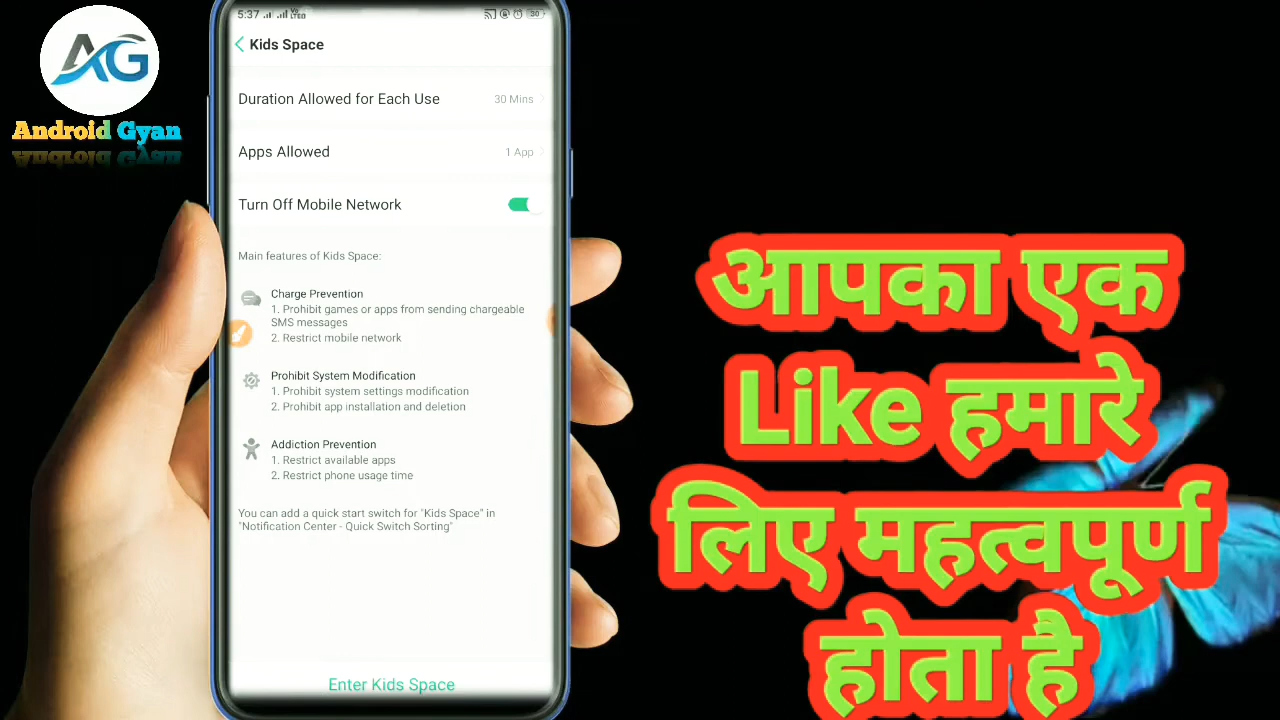 AG
Android Gyan
5:37
VoLTE
30
Kids Space
Duration Allowed for Each Use 30 Mins
Apps Allowed 1 App
Turn Off Mobile Network
Main features of Kids Space:
Charge Prevention
1. Prohibit games or apps from sending chargeable
SMS messages
2. Restrict mobile network
Prohibit System Modification
1. Prohibit system settings modification
2. Prohibit app installation and deletion
Addiction Prevention
1. Restrict available apps
2. Restrict phone usage time
You can add a quick start switch for "Kids Space" in
"Notification Center - Quick Switch Sorting"
Enter Kids Space
आपका एक
Like हमारे
लिए महत्वपूर्ण
होता है